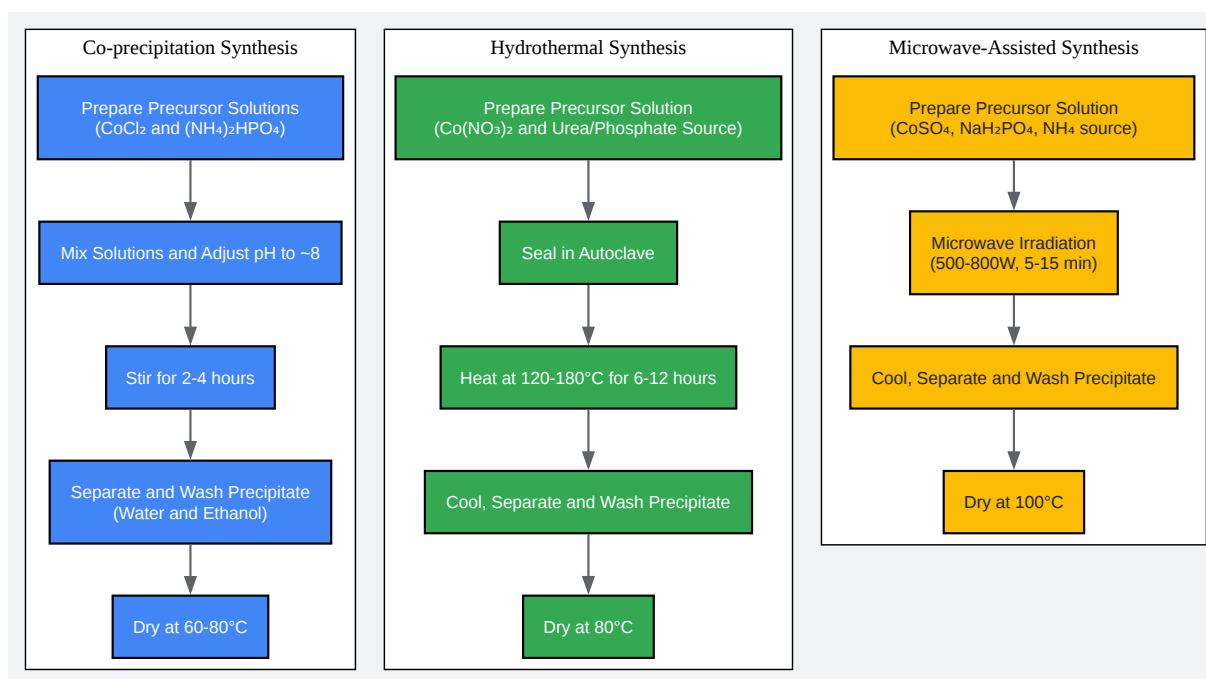 Co-precipitation Synthesis
Prepare Precursor Solutions
(CoCl₂ and (NH₄)₂HPO₄)
Mix Solutions and Adjust pH to ~8
Stir for 2-4 hours
Separate and Wash Precipitate
(Water and Ethanol)
Dry at 60-80°C
Hydrothermal Synthesis
Prepare Precursor Solution
(Co(NO₃)₂ and Urea/Phosphate Source)
Seal in Autoclave
Heat at 120-180°C for 6-12 hours
Cool, Separate and Wash Precipitate
Dry at 80°C
Microwave-Assisted Synthesis
Prepare Precursor Solution
(CoSO₄, NaH₂PO₄, NH₄ source)
Microwave Irradiation
(500-800W, 5-15 min)
Cool, Separate and Wash Precipitate
Dry at 100°C